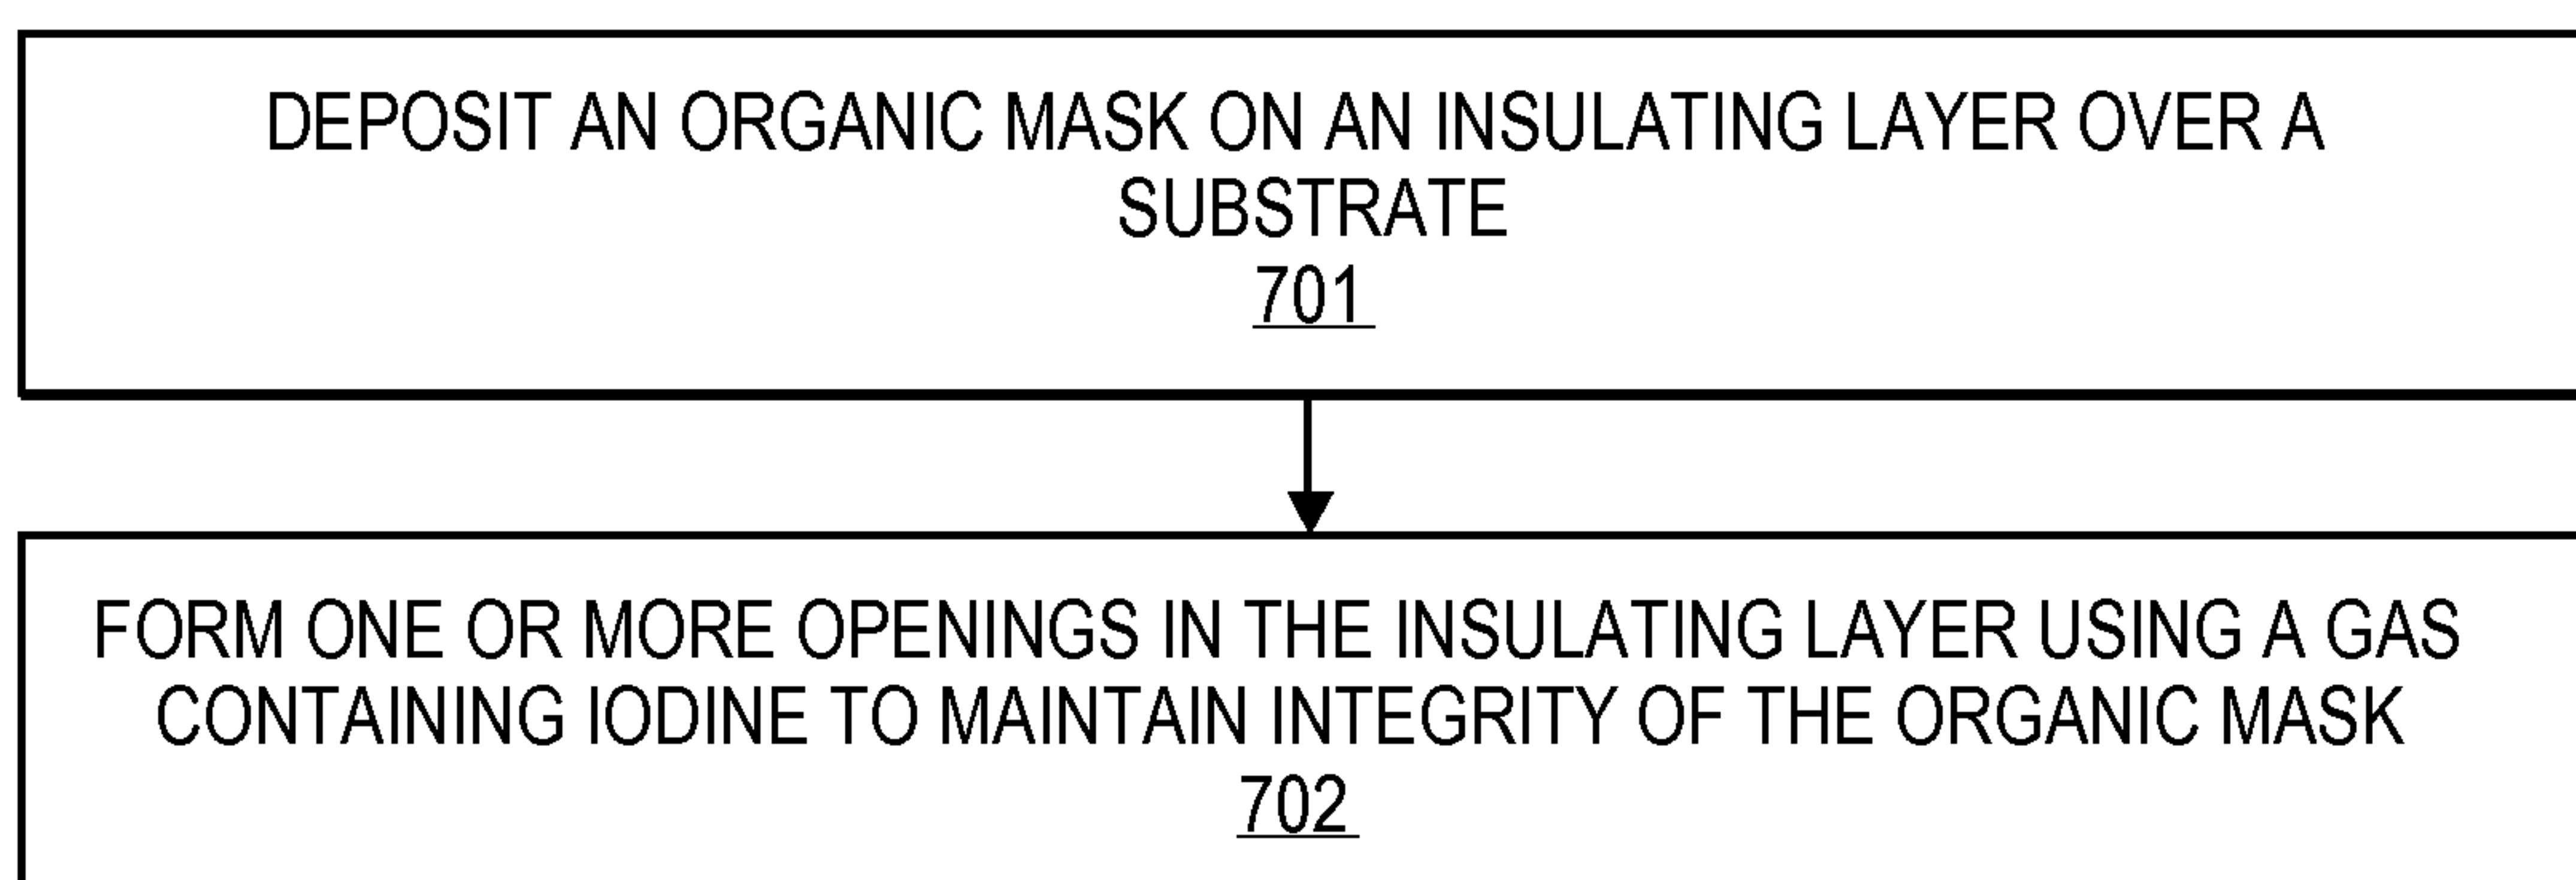 DEPOSIT AN ORGANIC MASK ON AN INSULATING LAYER OVER A
SUBSTRATE
701
FORM ONE OR MORE OPENINGS IN THE INSULATING LAYER USING A GAS
CONTAINING IODINE TO MAINTAIN INTEGRITY OF THE ORGANIC MASK
702